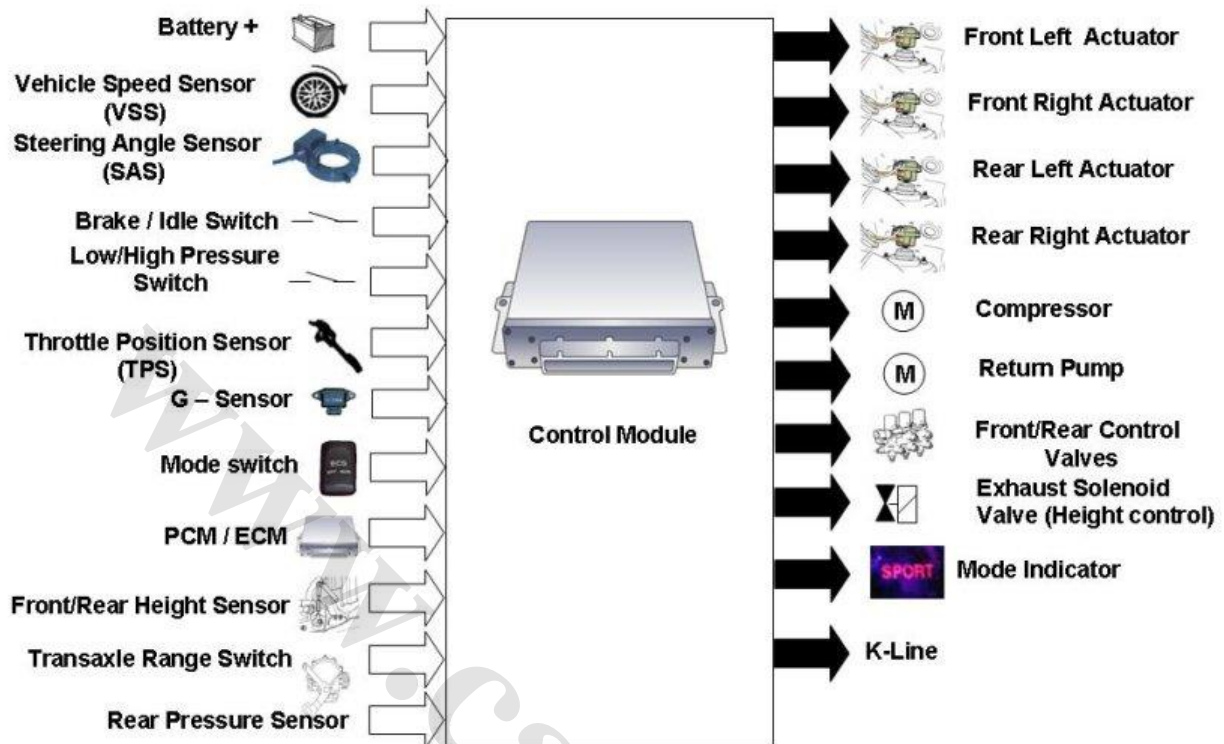 Battery +
Vehicle Speed Sensor
(VSS)
Steering Angle Sensor
(SAS)
Brake / Idle Switch
Low/High Pressure
Switch
Throttle Position Sensor
(TPS)
G – Sensor
Mode switch
PCM / ECM
Front/Rear Height Sensor
Transaxle Range Switch
Rear Pressure Sensor
Control Module
Front Left Actuator
Front Right Actuator
Rear Left Actuator
Rear Right Actuator
M
Compressor
M
Return Pump
Front/Rear Control
Valves
Exhaust Solenoid
Valve (Height control)
SPORT
Mode Indicator
K-Line
ECS
www.cs